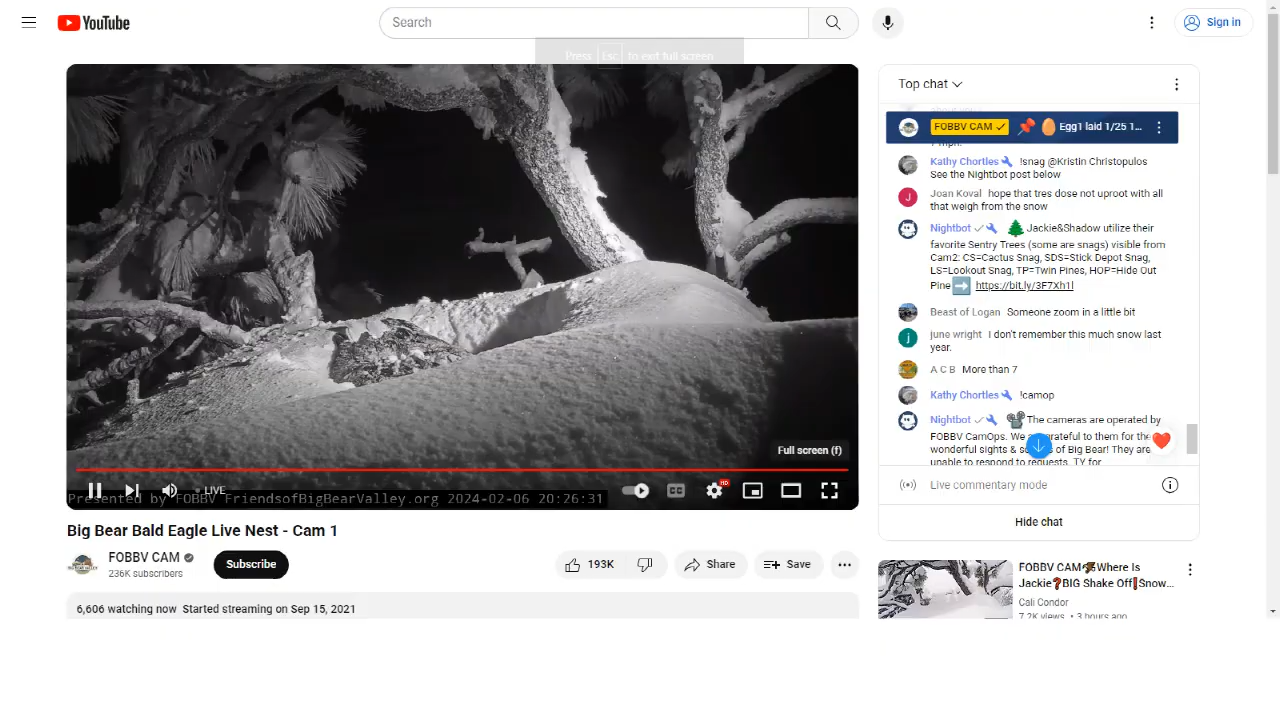 YouTube
Search
Sign in
Press Esc to exit full screen
Full screen (f)
LIVE
HD
Presented by FOBBV FriendsofBigBearValley.org 2024-02-06 20:26:31
Big Bear Bald Eagle Live Nest - Cam 1
FOBBV CAM
236K subscribers
Subscribe
193K
Share
Save
6,606 watching now Started streaming on Sep 15, 2021
Top chat
FOBBV CAM Egg1 laid 1/25 1...
Kathy Chortles !snag @Kristin Christopulos
See the Nightbot post below
J
Joan Koval hope that tres dose not uproot with all
that weigh from the snow
Nightbot Jackie&Shadow utilize their
favorite Sentry Trees (some are snags) visible from
Cam2: CS=Cactus Snag, SDS=Stick Depot Snag,
LS=Lookout Snag, TP=Twin Pines, HOP=Hide Out
Pine https://bit.ly/3F7Xh1l
Beast of Logan Someone zoom in a little bit
j
june wright I don't remember this much snow last
year.
A C B More than 7
Kathy Chortles !camop
Nightbot The cameras are operated by
FOBBV CamOps. We grateful to them for the
wonderful sights & of Big Bear! They are
unable to respond to requests. TY for
Live commentary mode
Hide chat
FOBBV CAM Where Is
Jackie?BIG Shake Off Snow...
Cali Condor
7.2K views • 3 hours ago